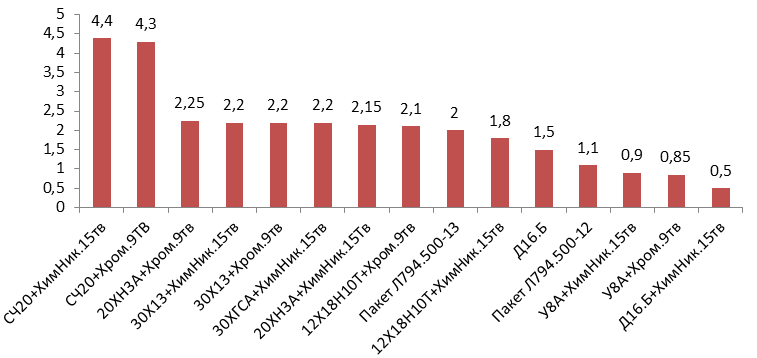 5
4,5
4
3,5
3
2,5
2
1,5
1
0,5
0
4,4
4,3
2,25
2,2
2,2
2,2
2,15
2,1
2
1,8
1,5
1,1
0,9
0,85
0,5
СЧ20+ХимНик.15тв
СЧ20+Хром.9ТВ
20ХН3А+Хром.9тв
30Х13+ХимНик.15тв
30Х13+Хром.9тв
30ХГСА+ХимНик.15тв
20ХН3А+ХимНик.15Тв
12Х18Н10Т+Хром.9тв
Пакет Л794.500-13
12Х18Н10Т+ХимНик.15тв
Д16.Б
Пакет Л794.500-12
У8А+ХимНик.15тв
У8А+Хром.9тв
Д16.Б+ХимНик.15тв